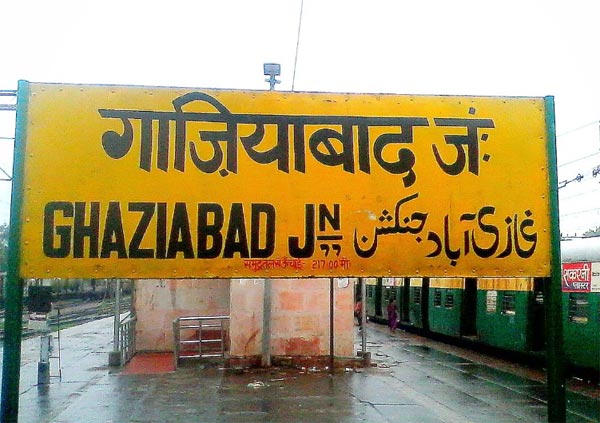 गाज़ियाबाद जं:
GHAZIABAD JN غازی آباد جنکشن
समुद्रतल से ऊँचाई 217.00 मी.